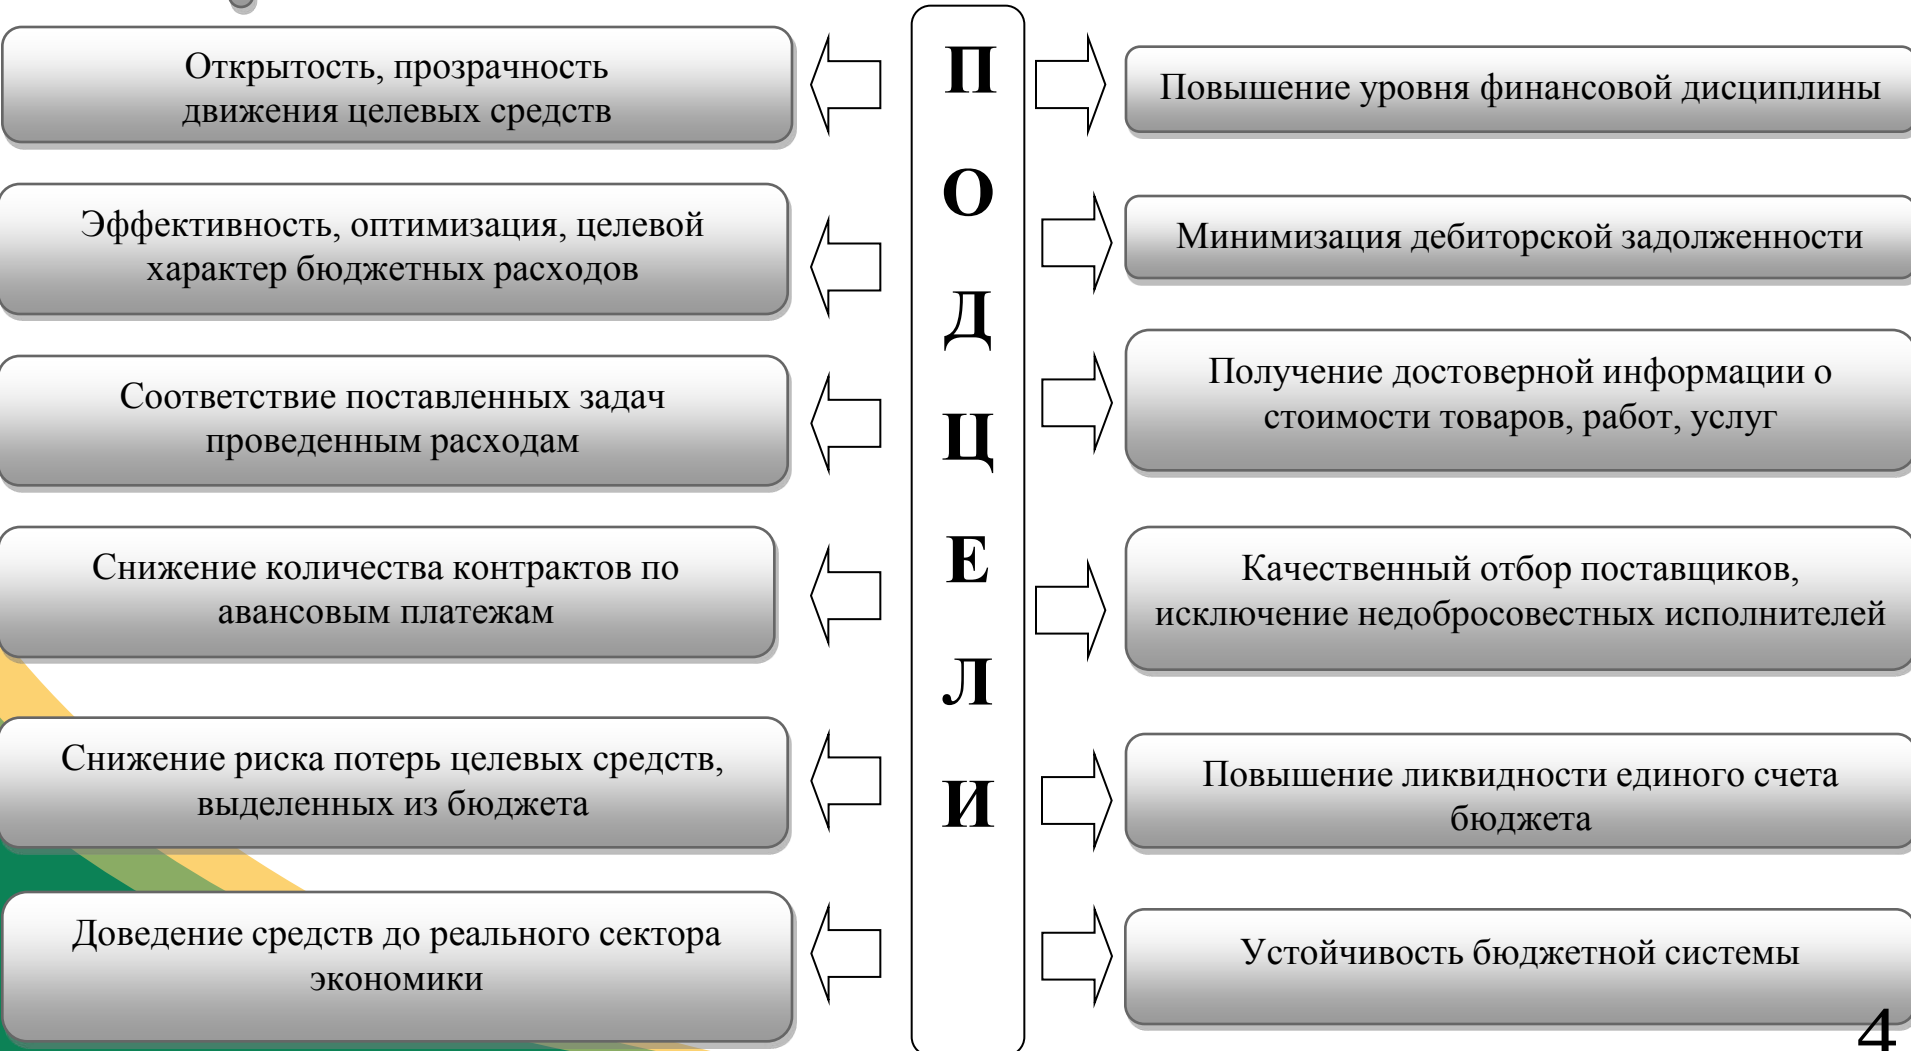 Открытость, прозрачность
движения целевых средств
Эффективность, оптимизация, целевой
характер бюджетных расходов
Соответствие поставленных задач
проведенным расходам
Снижение количества контрактов по
авансовым платежам
Снижение риска потерь целевых средств,
выделенных из бюджета
Доведение средств до реального сектора
экономики
П
О
Д
Ц
Е
Л
И
Повышение уровня финансовой дисциплины
Минимизация дебиторской задолженности
Получение достоверной информации о
стоимости товаров, работ, услуг
Качественный отбор поставщиков,
исключение недобросовестных исполнителей
Повышение ликвидности единого счета
бюджета
Устойчивость бюджетной системы
4